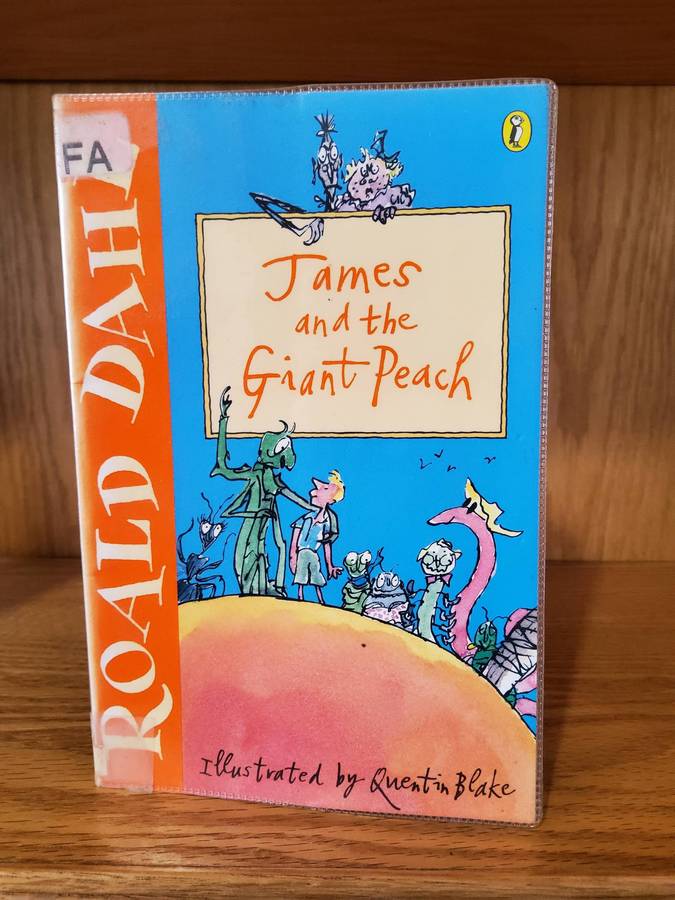 FA
ROALD DAHL
James
and the
Giant Peach
Illustrated by Quentin Blake